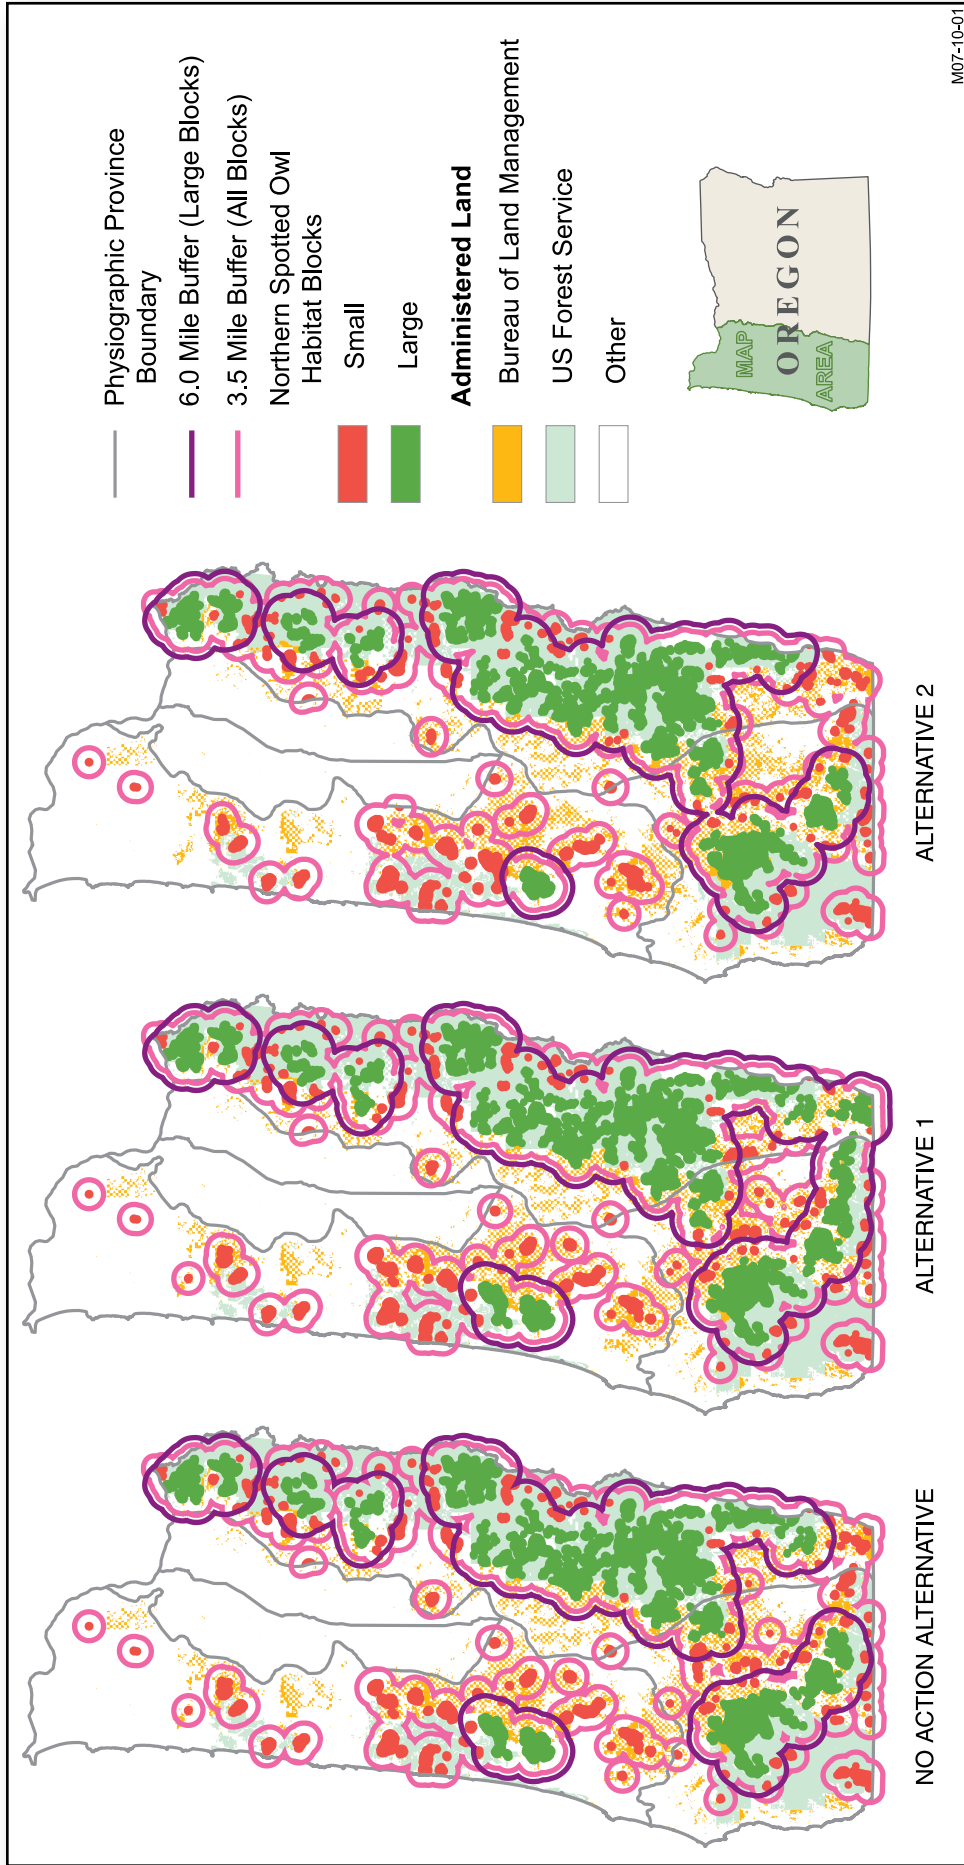 Physiographic Province
Boundary
6.0 Mile Buffer (Large Blocks)
3.5 Mile Buffer (All Blocks)
Northern Spotted Owl
Habitat Blocks
Small
Large
Administered Land
Bureau of Land Management
US Forest Service
Other
MAP
AREA
OREGON
NO ACTION ALTERNATIVE
ALTERNATIVE 1
ALTERNATIVE 2
M07-10-01